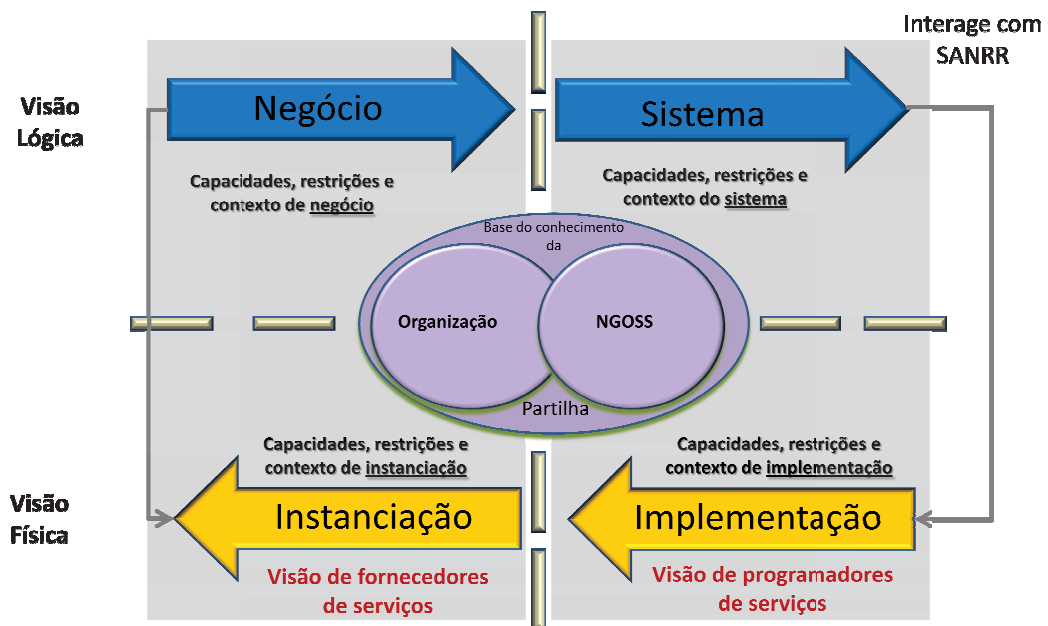 Interage com
SANRR
Visão
Lógica
Negócio
Sistema
Capacidades, restrições e
contexto de negócio
Capacidades, restrições e
contexto do sistema
Base do conhecimento
da
Organização
NGOSS
Partilha
Capacidades, restrições e
contexto de instanciação
Capacidades, restrições e
contexto de implementação
Visão
Física
Instanciação
Implementação
Visão de fornecedores
de serviços
Visão de programadores
de serviços